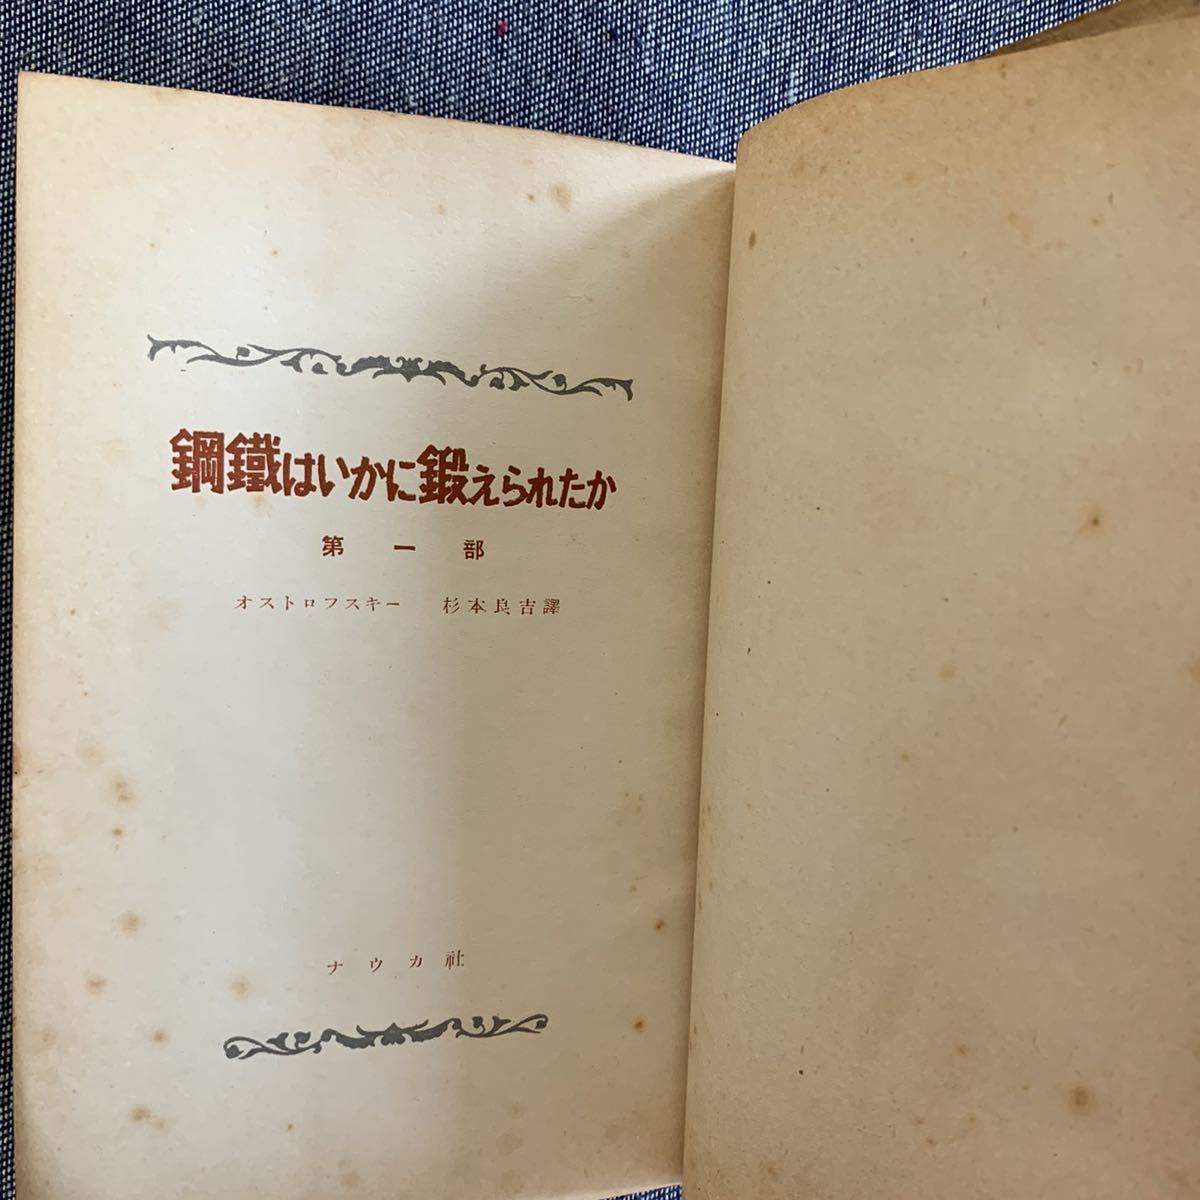 鋼鐵はいかに鍛えられたか
第一部
オストロフスキー 杉本良吉譯
ナウカ社